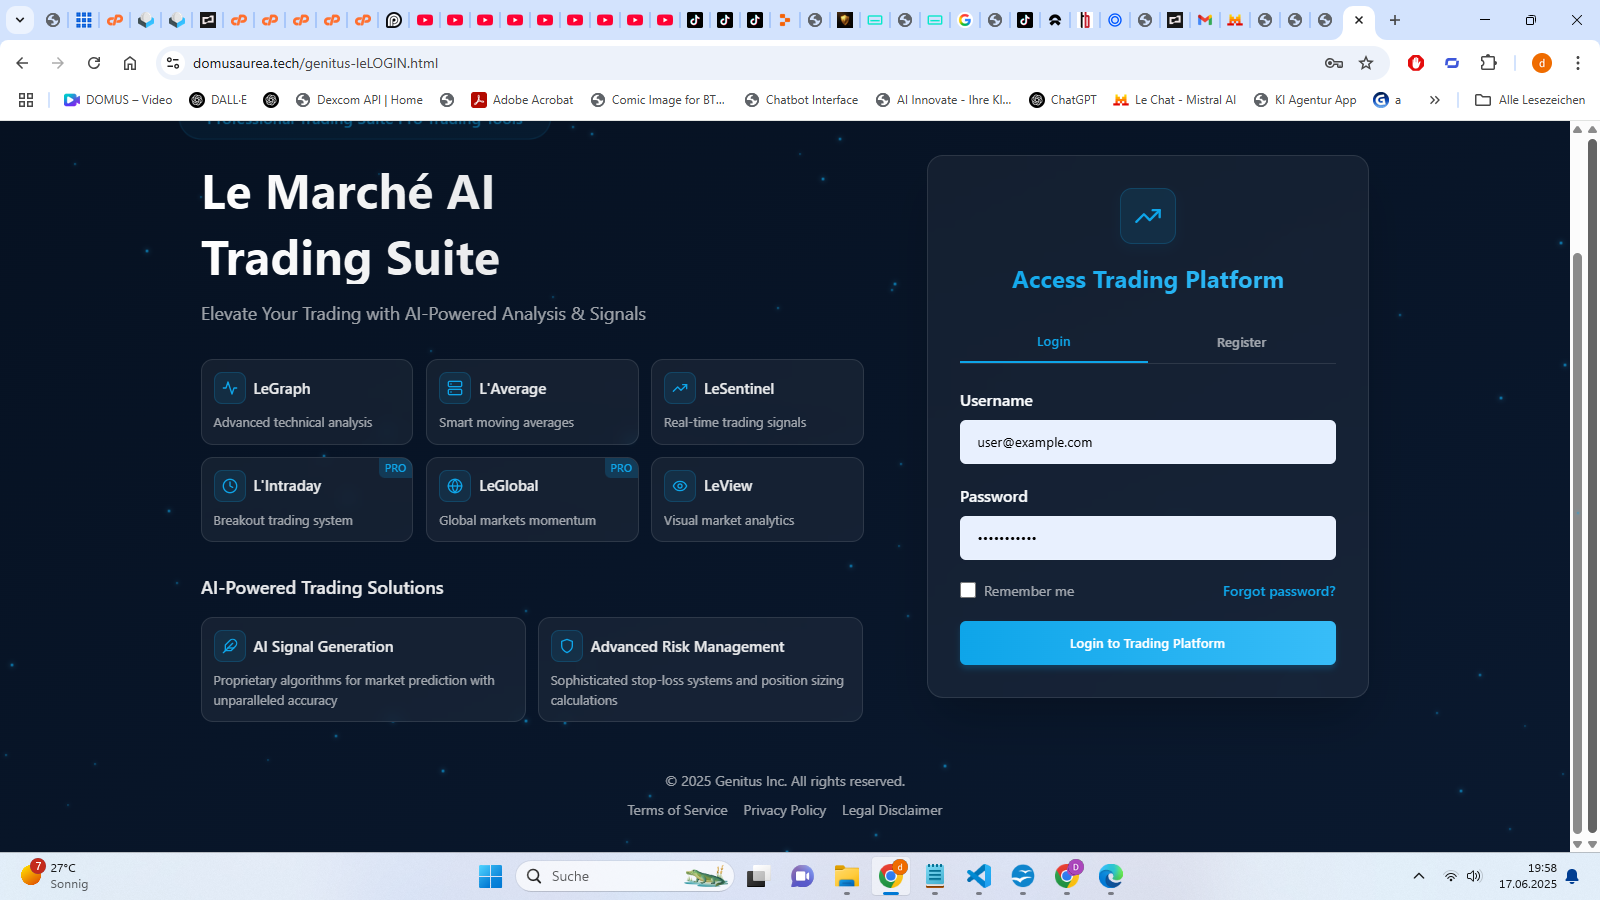 domusaurea.tech/genitus-leLOGIN.html
d
DOMUS – Video
DALL·E
Dexcom API | Home
Adobe Acrobat
Comic Image for BT...
Chatbot Interface
AI Innovate - Ihre KI...
ChatGPT
Le Chat - Mistral AI
KI Agentur App
a
»
Alle Lesezeichen
Professional Trading Suite Pro Trading Tools
Le Marché AI
Trading Suite
Elevate Your Trading with AI-Powered Analysis & Signals
LeGraph
Advanced technical analysis
L'Average
Smart moving averages
LeSentinel
Real-time trading signals
PRO
L'Intraday
Breakout trading system
PRO
LeGlobal
Global markets momentum
LeView
Visual market analytics
AI-Powered Trading Solutions
AI Signal Generation
Proprietary algorithms for market prediction with
unparalleled accuracy
Advanced Risk Management
Sophisticated stop-loss systems and position sizing
calculations
Access Trading Platform
Login
Register
Username
user@example.com
Password
•••••••••••
Remember me
Forgot password?
Login to Trading Platform
© 2025 Genitus Inc. All rights reserved.
Terms of Service
Privacy Policy
Legal Disclaimer
7
27°C
Sonnig
Suche
d
D
19:58
17.06.2025